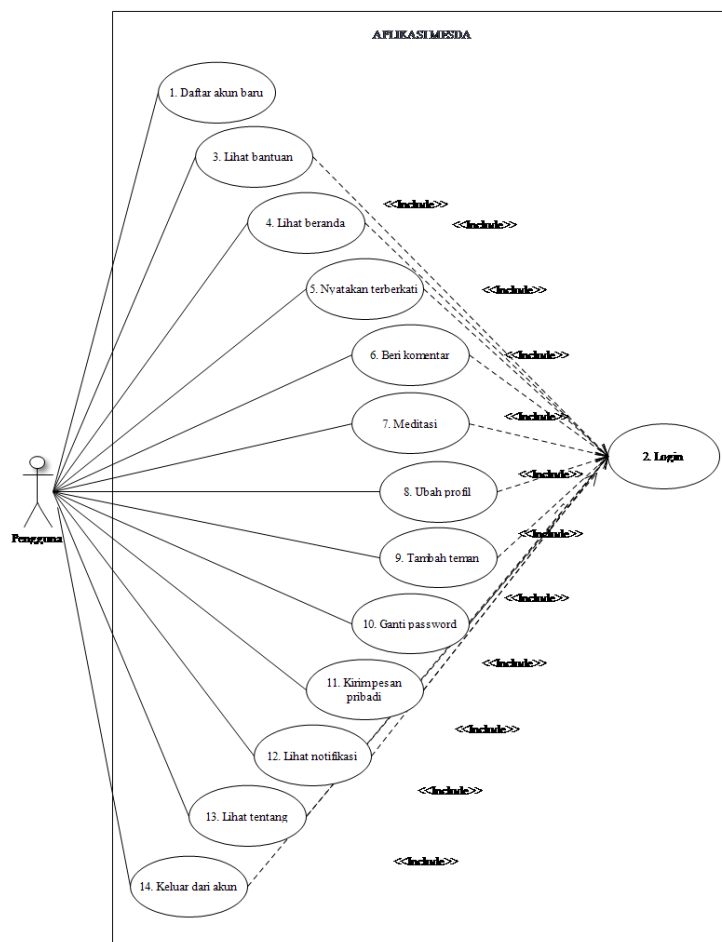 APLIKASI MESDA
1. Daftar akun baru
3. Lihat bantuan
<<Include>>
4. Lihat beranda
<<Include>>
5. Nyatakan terberkati
<<Include>>
6. Beri komentar
<<Include>>
7. Meditasi
<<Include>>
2. Login
8. Ubah profil
<<Include>>
Pengguna
<<Include>>
9. Tambah teman
<<Include>>
10. Ganti password
<<Include>>
11. Kirimpesan
pribadi
<<Include>>
12. Lihat notifikasi
<<Include>>
13. Lihat tentang
<<Include>>
14. Keluar dari akun